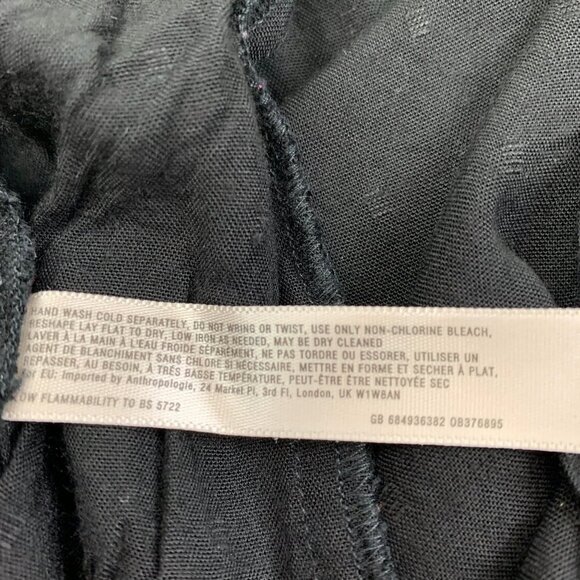 HAND WASH COLD SEPARATELY, DO NOT WRING OR TWIST, USE ONLY NON-CHLORINE BLEACH,
RESHAPE LAY FLAT TO DRY, LOW IRON AS NEEDED, MAY BE DRY CLEANED
LAVER À LA MAIN À L'EAU FROIDE SÉPARÉMENT, NE PAS TORDU OU ESSORER, UTILISER UN
AGENT DE BLANCHIMENT SANS CHLORE SI NÉCESSAIRE, METTRE EN FORME ET SECHER À PLAT,
REPASSER, AU BESOIN, À TRÈS BASSE TEMPÉRATURE, PEUT-ÊTRE ÊTRE NETTOYÉE SEC
for EU: Imported by Anthropologie, 24 Market Pl, 3rd Fl, London, UK W1W8AN
OW FLAMMABILITY TO BS 5722
GB 684936382 OB376895